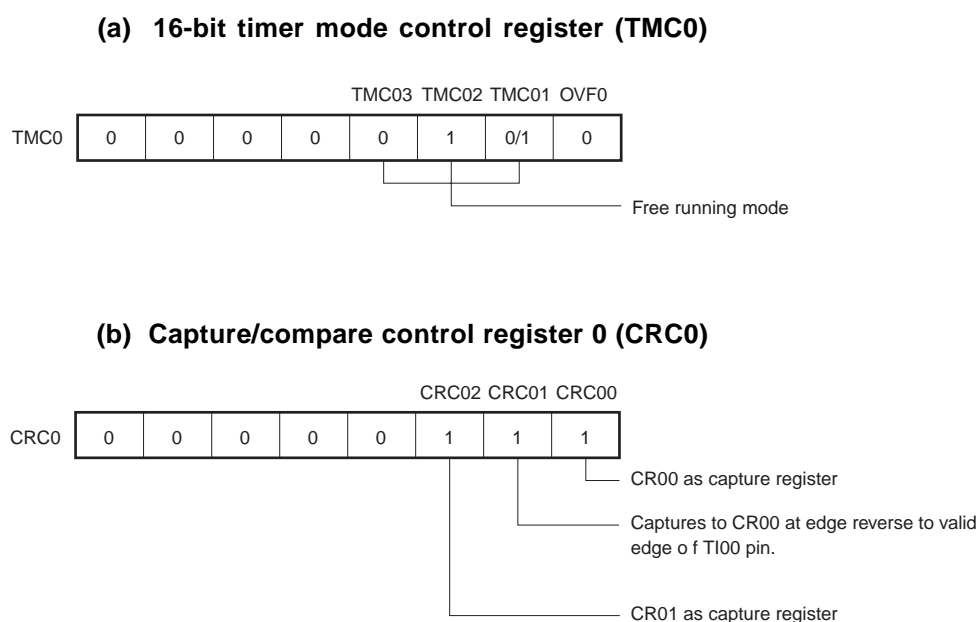 (a) 16-bit timer mode control register (TMC0)
TMC03 TMC02 TMC01 OVF0
TMC0 0 0 0 0 0 1 0/1 0
Free running mode
(b) Capture/compare control register 0 (CRC0)
CRC02 CRC01 CRC00
CRC0 0 0 0 0 0 1 1 1
CR00 as capture register
Captures to CR00 at edge reverse to valid
edge o f TI00 pin.
CR01 as capture register